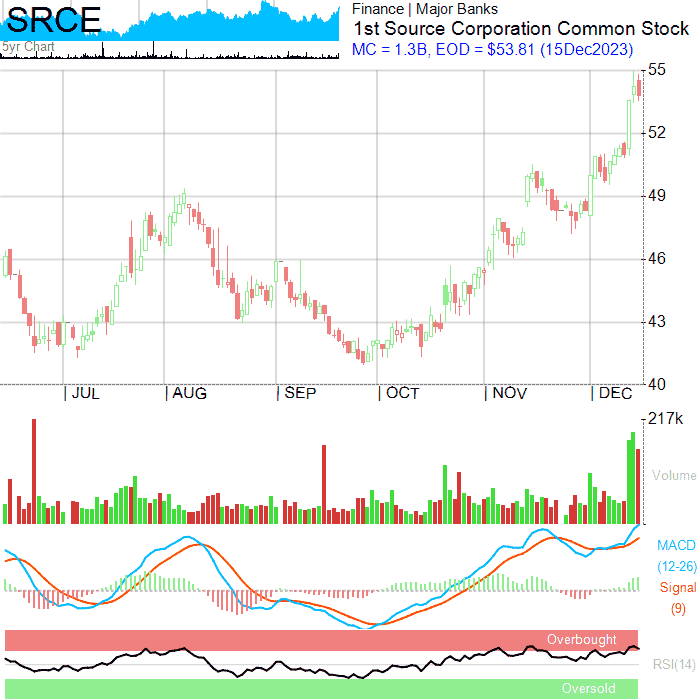 SRCE
5yr Chart
Finance | Major Banks
1st Source Corporation Common Stock
MC = 1.3B, EOD = $53.81 (15Dec2023)
55
52
49
46
43
40
| JUL | AUG | SEP | OCT | NOV | DEC
217k
Volume
MACD
(12-26)
Signal
(9)
Overbought
RSI(14)
Oversold